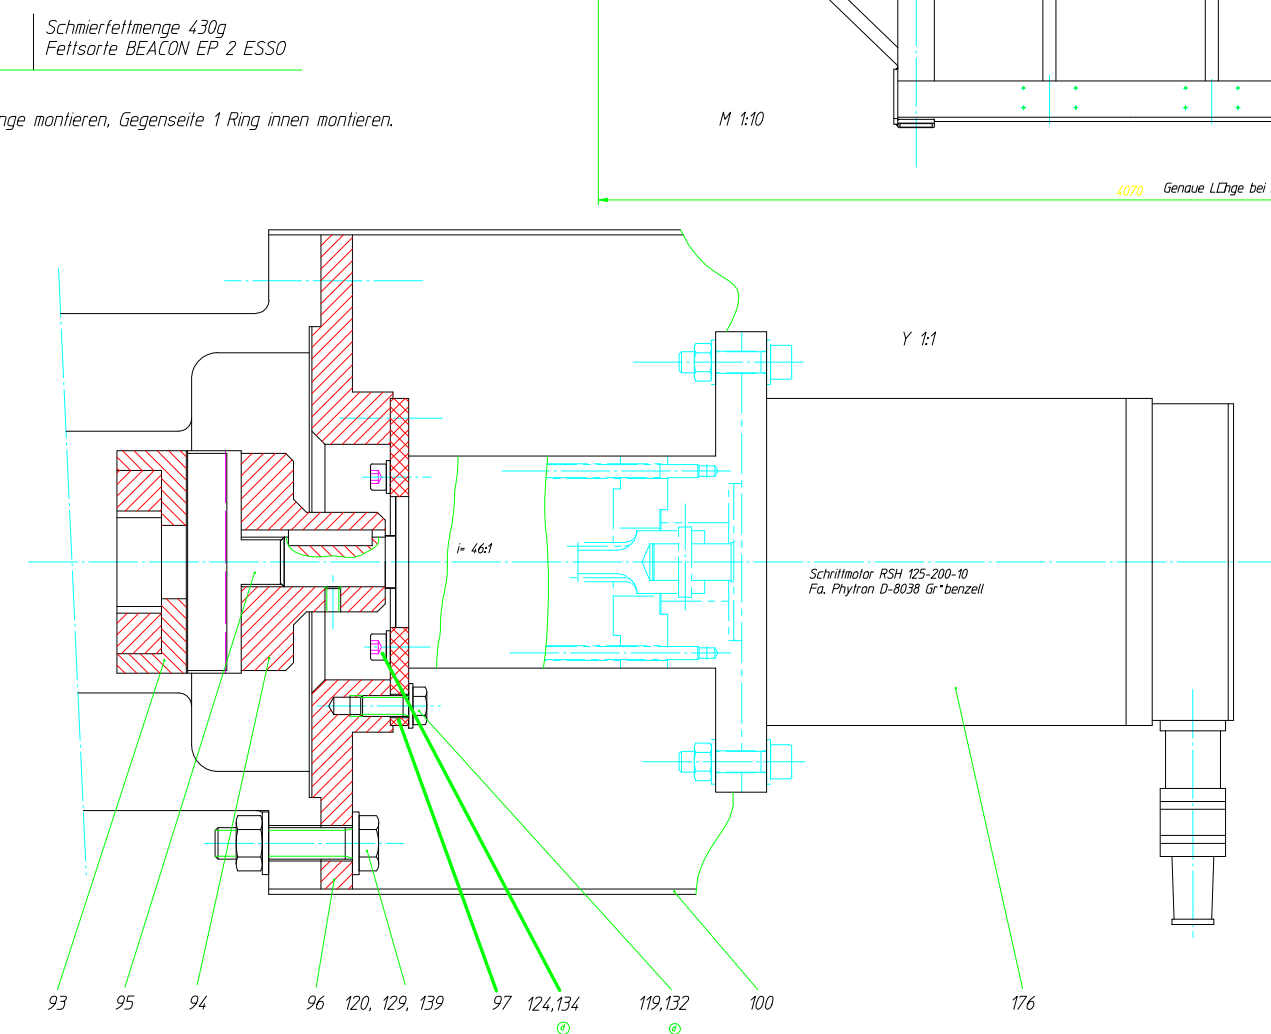 Schmierfettmenge 430g
Fettsorte BEACON EP 2 ESSO
nge montieren, Gegenseite 1 Ring innen montieren.
M 1:10
4070 Genaue L□nge bei
Y 1:1
i= 46:1
Schrittmotor RSH 125-200-10
Fa. Phytron D-8038 Gr"benzell
93 95 94 96 120, 129, 139 97 124,134 119,132 100 176
d d